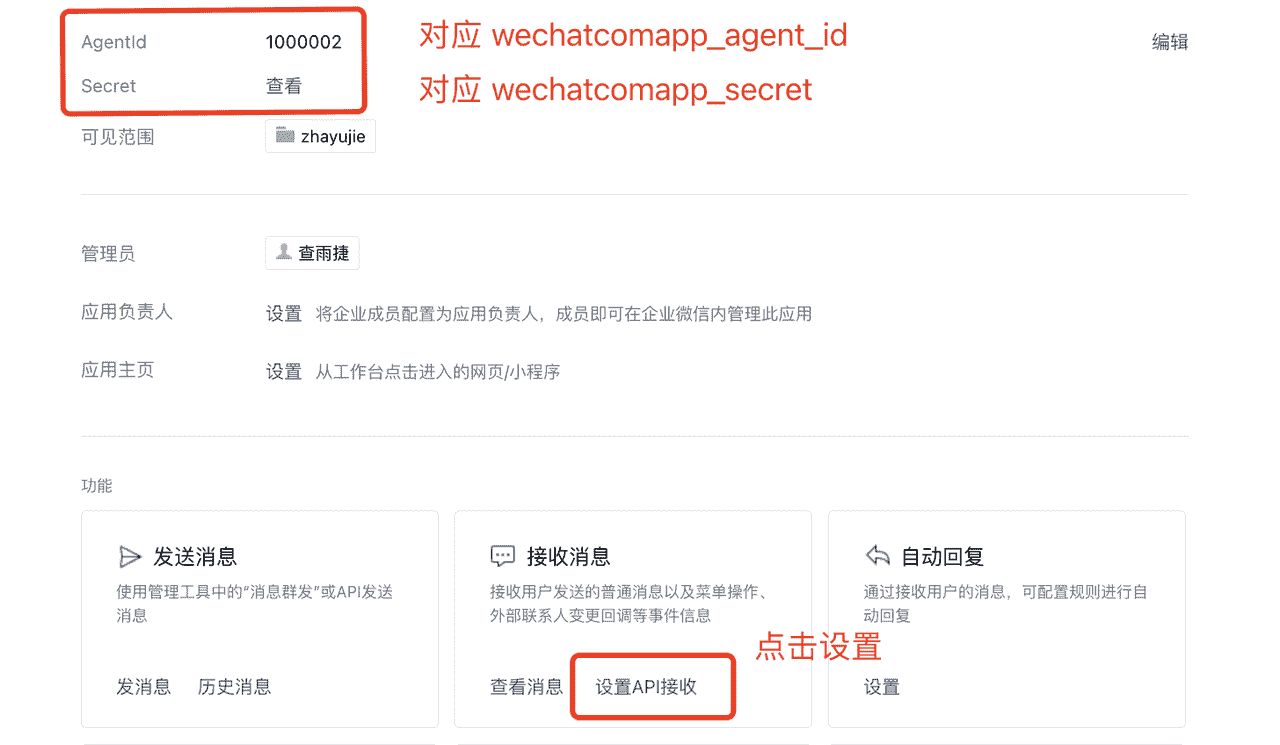 AgentId 1000002 对应 wechatcomapp_agent_id 编辑
Secret 查看 对应 wechatcomapp_secret
可见范围 zhayujie
管理员 查雨捷
应用负责人 设置 将企业成员配置为应用负责人，成员即可在企业微信内管理此应用
应用主页 设置 从工作台点击进入的网页/小程序
功能
发送消息
使用管理工具中的“消息群发”或API发送
消息
发消息 历史消息
接收消息
接收用户发送的普通消息以及菜单操作、
外部联系人变更回调等事件信息
点击设置
查看消息 设置API接收
自动回复
通过接收用户的消息，可配置规则进行自
动回复
设置